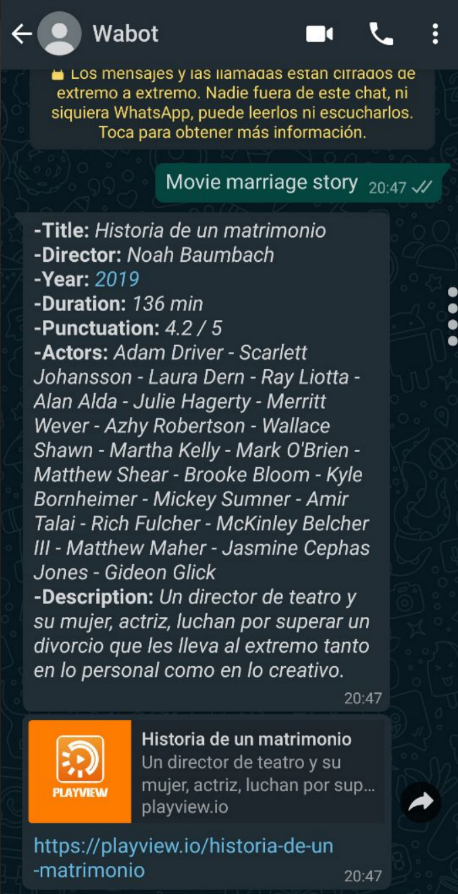 Wabot
Los mensajes y las llamadas están cifrados de
extremo a extremo. Nadie fuera de este chat, ni
siquiera WhatsApp, puede leerlos ni escucharlos.
Toca para obtener más información.
Movie marriage story 20:47
-Title: Historia de un matrimonio
-Director: Noah Baumbach
-Year: 2019
-Duration: 136 min
-Punctuation: 4.2 / 5
-Actors: Adam Driver - Scarlett
Johansson - Laura Dern - Ray Liotta -
Alan Alda - Julie Hagerty - Merritt
Wever - Azhy Robertson - Wallace
Shawn - Martha Kelly - Mark O'Brien -
Matthew Shear - Brooke Bloom - Kyle
Bornheimer - Mickey Sumner - Amir
Talai - Rich Fulcher - McKinley Belcher
III - Matthew Maher - Jasmine Cephas
Jones - Gideon Glick
-Description: Un director de teatro y
su mujer, actriz, luchan por superar un
divorcio que les lleva al extremo tanto
en lo personal como en lo creativo.
20:47
PLAYVIEW
Historia de un matrimonio
Un director de teatro y su
mujer, actriz, luchan por sup...
playview.io
https://playview.io/historia-de-un
-matrimonio
20:47